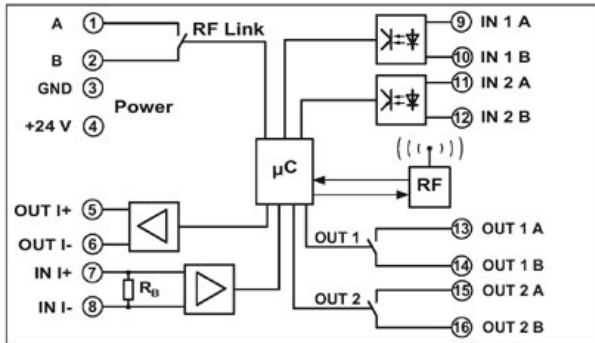 A 1 RF Link
B 2
GND 3
Power
+24 V 4
OUT I+ 5
OUT I- 6
IN I+ 7
RB
IN I- 8
µC
9 IN 1 A
10 IN 1 B
11 IN 2 A
12 IN 2 B
((( )))
RF
OUT 1
13 OUT 1 A
14 OUT 1 B
OUT 2
15 OUT 2 A
16 OUT 2 B